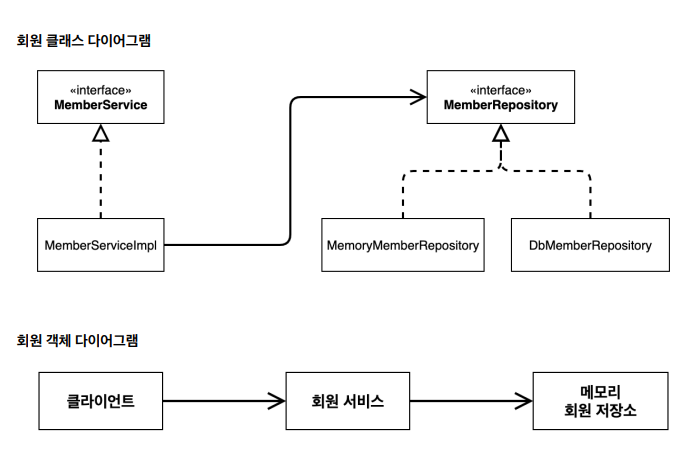 회원 클래스 다이어그램
«interface»
MemberService
«interface»
MemberRepository
MemberServiceImpl
MemoryMemberRepository
DbMemberRepository
회원 객체 다이어그램
클라이언트
회원 서비스
메모리
회원 저장소